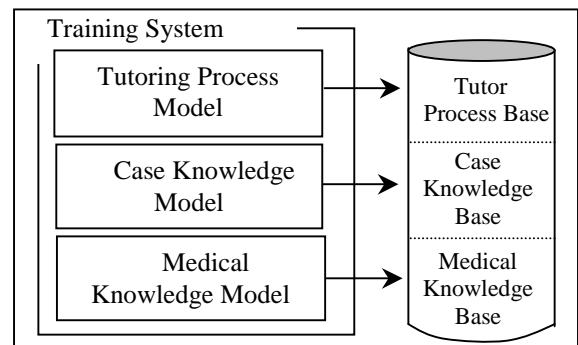 Training System
Tutoring Process
Model
Case Knowledge
Model
Medical
Knowledge Model
Tutor
Process Base
Case
Knowledge
Base
Medical
Knowledge
Base